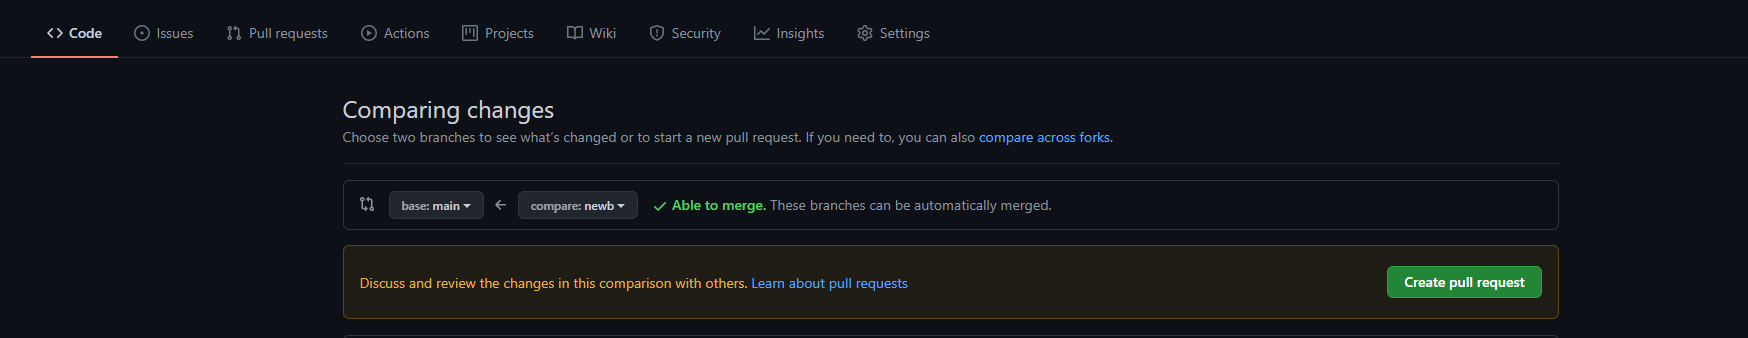 Code Issues Pull requests Actions Projects Wiki Security Insights Settings
Comparing changes
Choose two branches to see what's changed or to start a new pull request. If you need to, you can also compare across forks.
base: main compare: newb Able to merge. These branches can be automatically merged.
Discuss and review the changes in this comparison with others. Learn about pull requests Create pull request